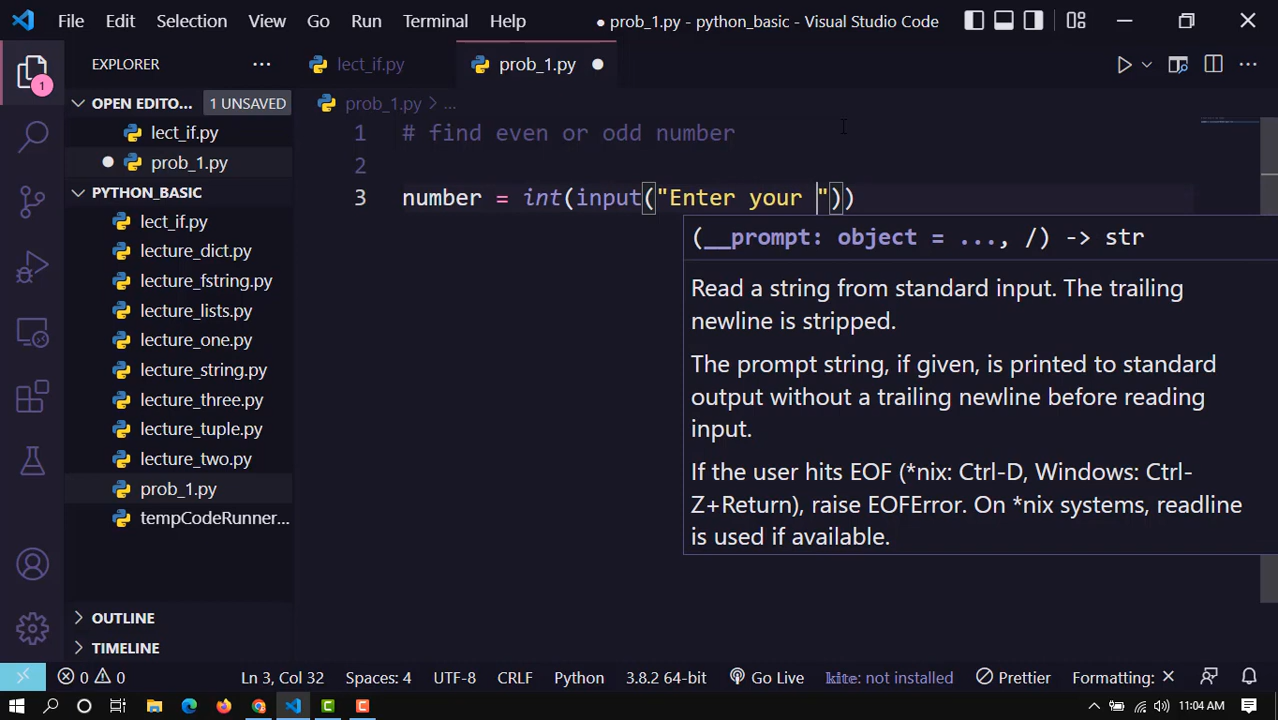 File Edit Selection View Go Run Terminal Help ● prob_1.py - python_basic - Visual Studio Code
EXPLORER ...
lect_if.py prob_1.py ●
1
OPEN EDITO... 1 UNSAVED
prob_1.py > ...
lect_if.py
● prob_1.py
PYTHON_BASIC
lect_if.py
lecture_dict.py
lecture_fstring.py
lecture_lists.py
lecture_one.py
lecture_string.py
lecture_three.py
lecture_tuple.py
lecture_two.py
prob_1.py
tempCodeRunner...
OUTLINE
TIMELINE
1 # find even or odd number
2
3 number = int(input("Enter your "))
(__prompt: object = ..., /) -> str
Read a string from standard input. The trailing
newline is stripped.
The prompt string, if given, is printed to standard
output without a trailing newline before reading
input.
If the user hits EOF (*nix: Ctrl-D, Windows: Ctrl-
Z+Return), raise EOFError. On *nix systems, readline
is used if available.
0 0 Ln 3, Col 32 Spaces: 4 UTF-8 CRLF Python 3.8.2 64-bit Go Live kite: not installed Prettier Formatting: ×
11:04 AM